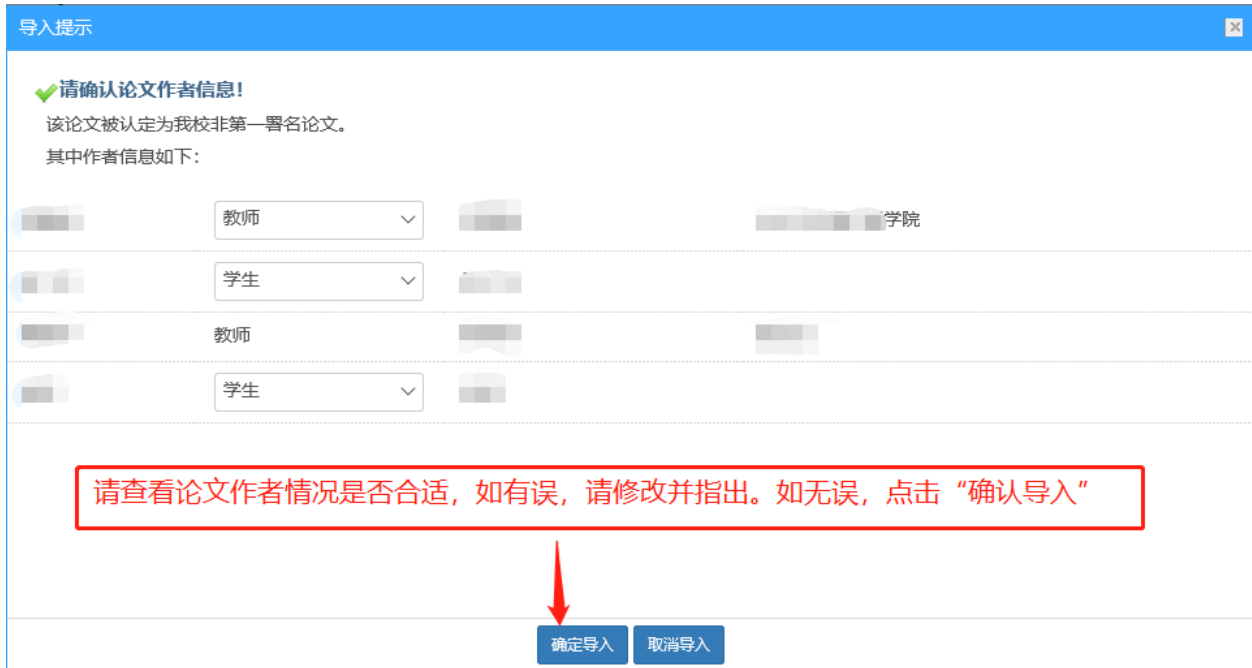 导入提示
请确认论文作者信息!
该论文被认定为我校非第一署名论文。
其中作者信息如下:
教师 学院
学生
教师
学生
请查看论文作者情况是否合适,如有误,请修改并指出。如无误,点击“确认导入”
确定导入 取消导入